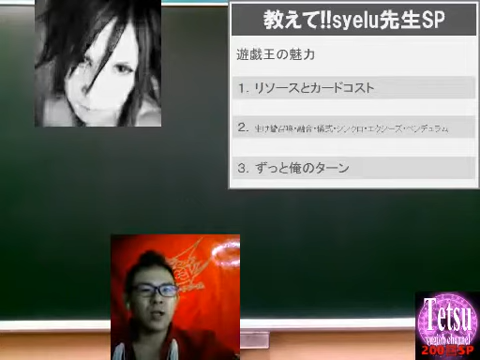 教えて!!syelu先生SP
遊戯王の魅力
1. リソースとカードコスト
2. 生け贄召喚・融合・儀式・シンクロ・エクシーズ・ペンデュラム
3. ずっと俺のターン
Tetsu
yugioh channel
SP